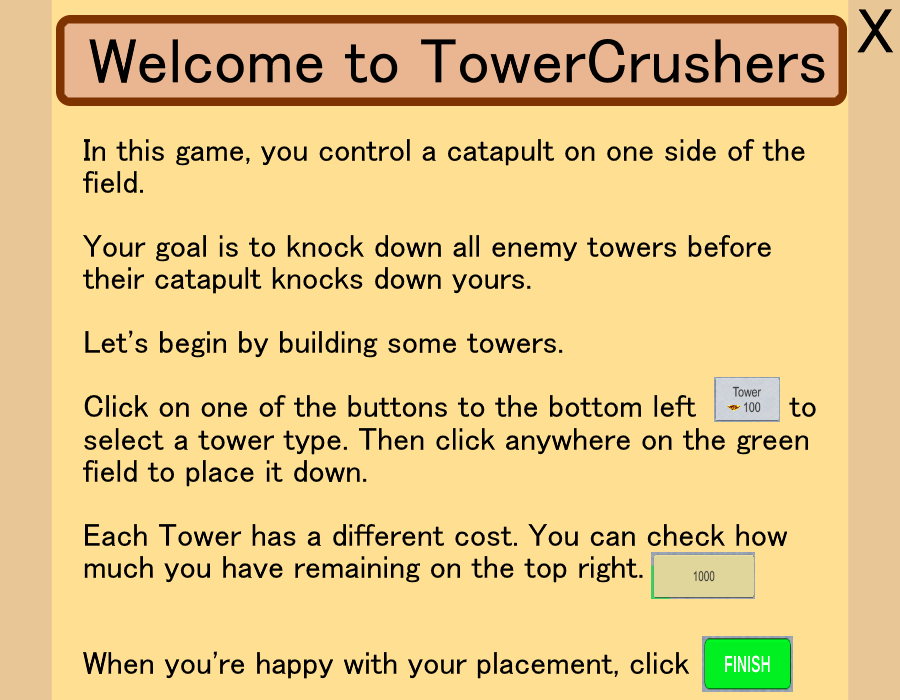 Welcome to TowerCrushers
X
In this game, you control a catapult on one side of the
field.
Your goal is to knock down all enemy towers before
their catapult knocks down yours.
Let's begin by building some towers.
Click on one of the buttons to the bottom left Tower 100 to
select a tower type. Then click anywhere on the green
field to place it down.
Each Tower has a different cost. You can check how
much you have remaining on the top right. 1000
When you're happy with your placement, click FINISH